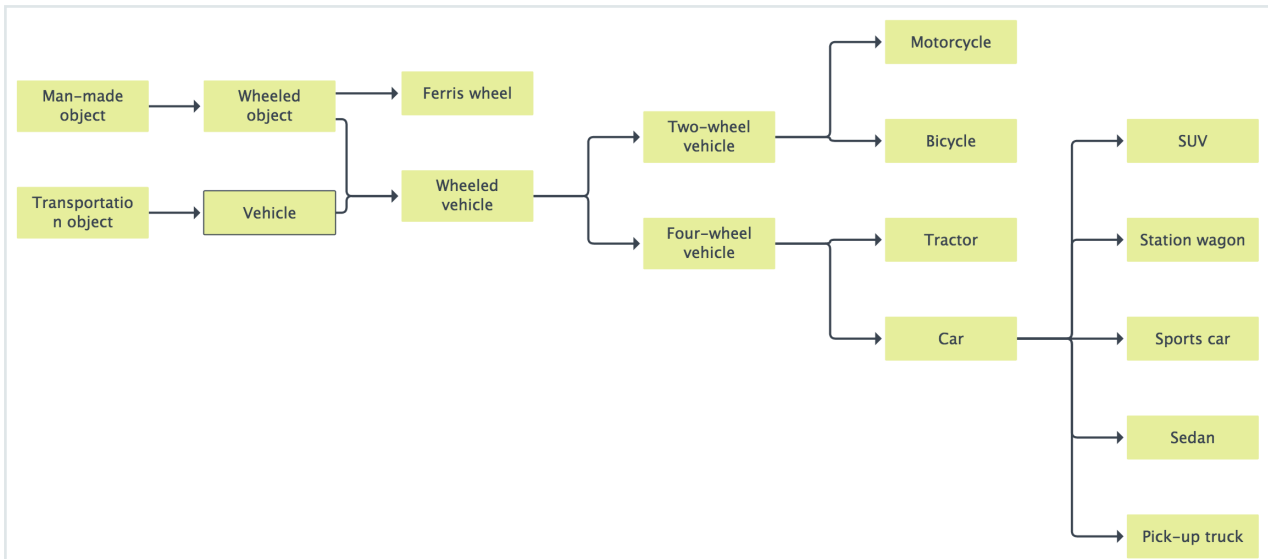 Man-made
object
Wheeled
object
Ferris wheel
Transportatio
n object
Vehicle
Wheeled
vehicle
Two-wheel
vehicle
Four-wheel
vehicle
Motorcycle
Bicycle
Tractor
Car
SUV
Station wagon
Sports car
Sedan
Pick-up truck